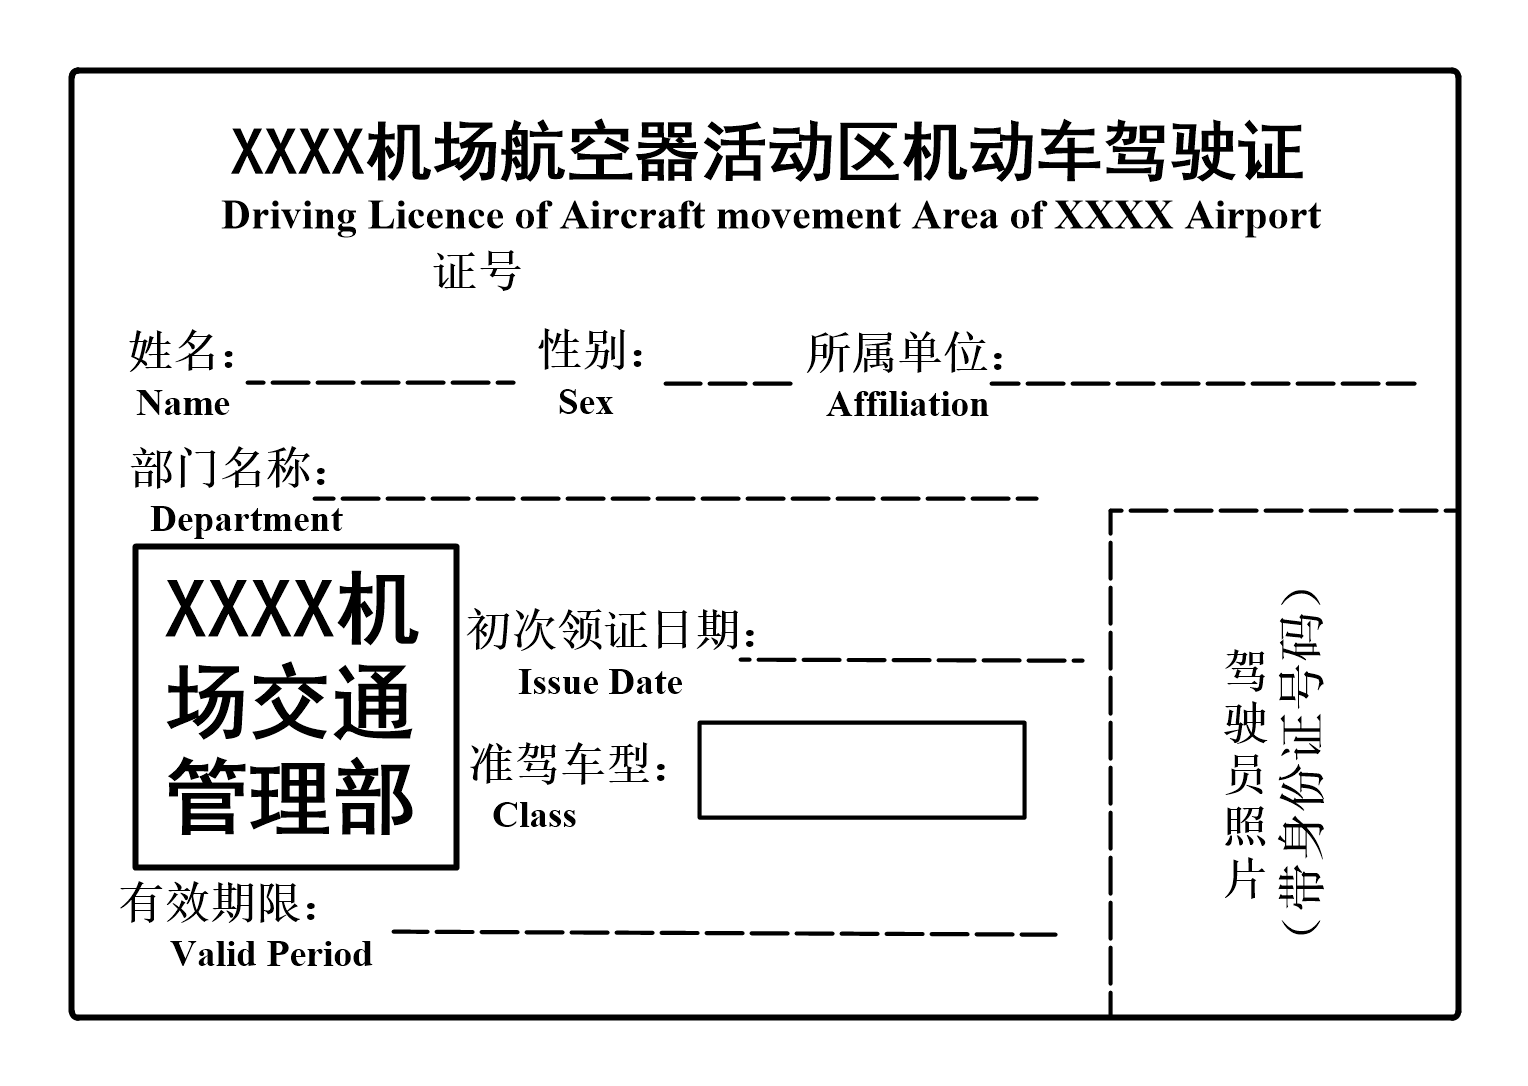 XXXX机场航空器活动区机动车驾驶证
Driving Licence of Aircraft movement Area of XXXX Airport
证号
姓名： 性别： 所属单位：
Name Sex Affiliation
部门名称：
Department
XXXX机
场交通
管理部
初次领证日期：
Issue Date
准驾车型：
Class
有效期限：
Valid Period
驾驶员照片
（带身份证号码）